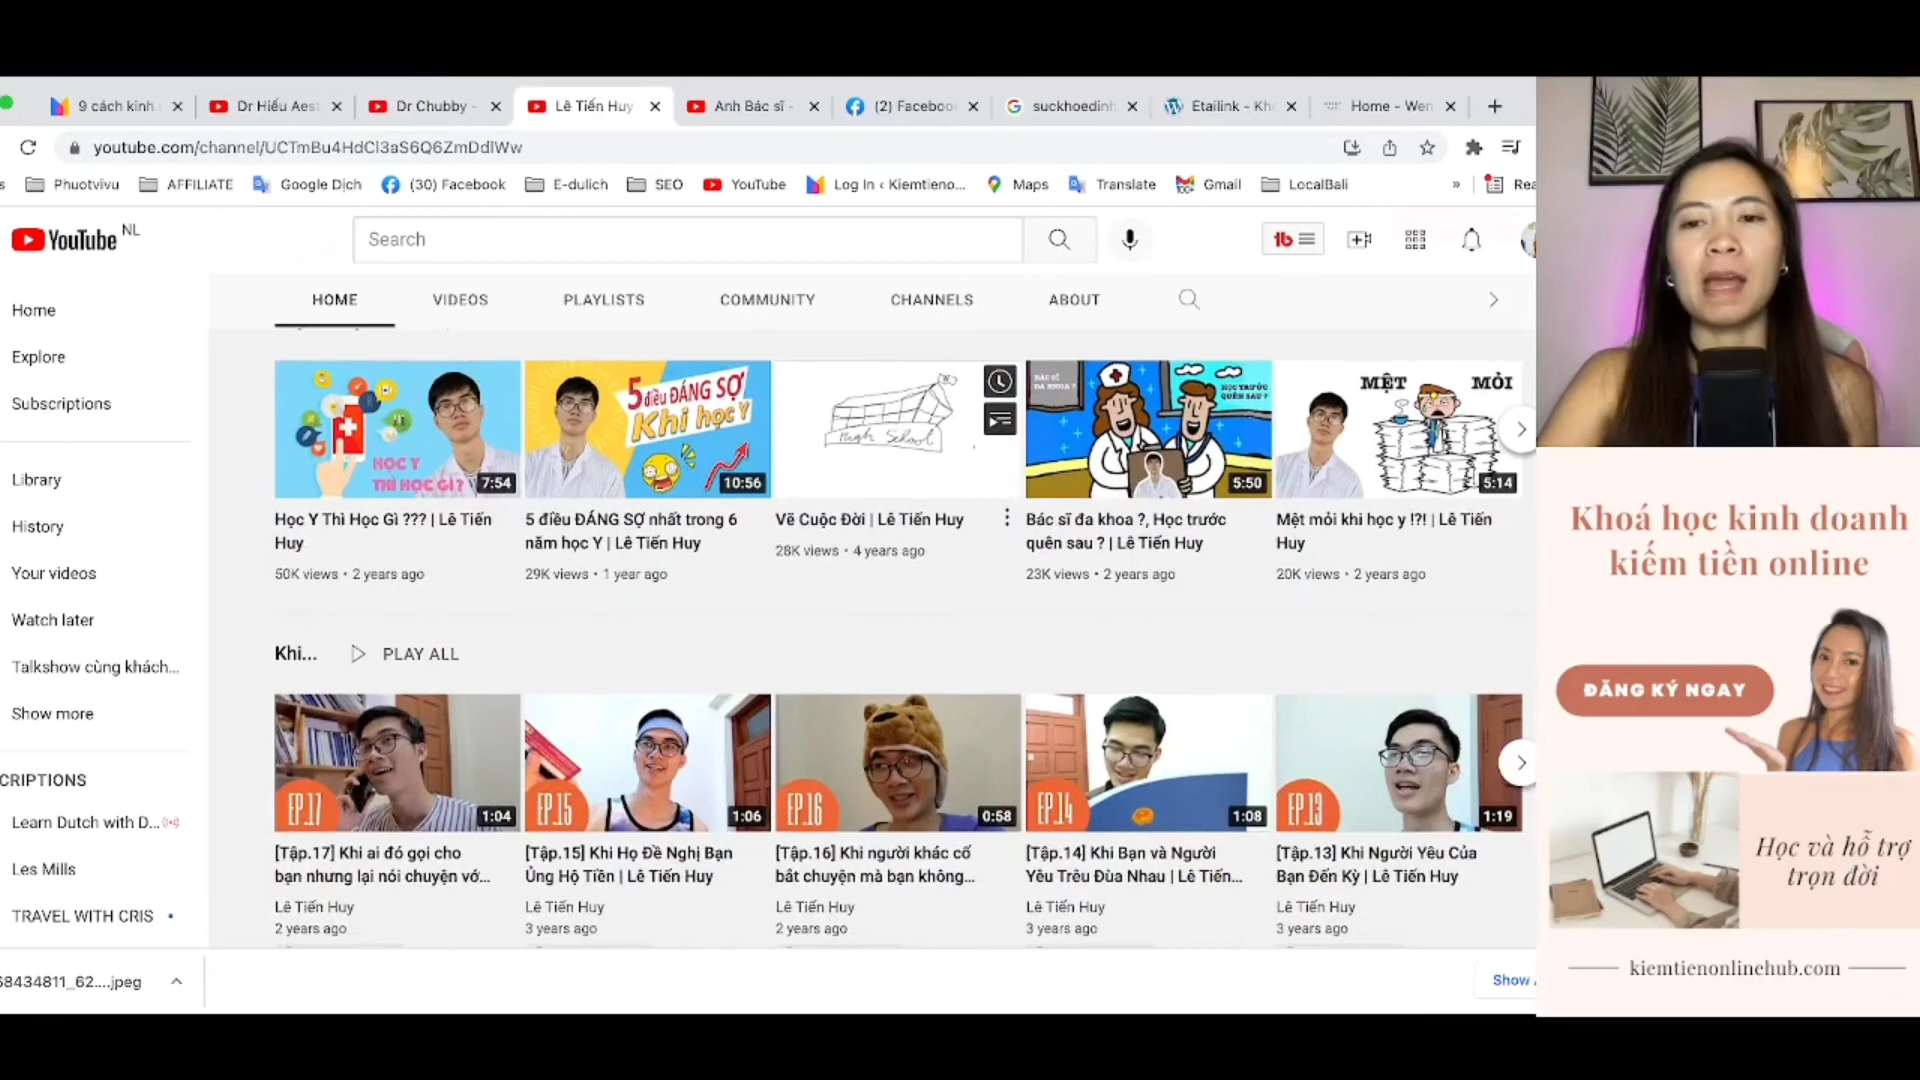 9 cách kinh
Dr Hiếu Aest
Dr Chubby -
Lê Tiến Huy
Anh Bác sĩ -
(2) Facebook
suckhoedinh
Etailink - Kho
Home - Wen
youtube.com/channel/UCTmBu4HdCl3aS6Q6ZmDdlWw
Phuotvivu
AFFILIATE
Google Dịch
(30) Facebook
E-dulich
SEO
YouTube
Log In ‹ Kiemtieno...
Maps
Translate
Gmail
LocalBali
»
Rea
YouTube NL
Search
HOME
VIDEOS
PLAYLISTS
COMMUNITY
CHANNELS
ABOUT
Home
Explore
Subscriptions
Library
History
Your videos
Watch later
Talkshow cùng khách...
Show more
CRIPTIONS
Learn Dutch with D...
Les Mills
TRAVEL WITH CRIS
HỌC Y
THÌ HỌC GÌ ?
7:54
5 điều ĐÁNG SỢ
Khi học Y
10:56
High School
BÁC SĨ
ĐA KHOA ?
HỌC TRƯỚC
QUÊN SAU ?
5:50
MỆT MỎI
5:14
Học Y Thì Học Gì ??? | Lê Tiến
Huy
50K views • 2 years ago
5 điều ĐÁNG SỢ nhất trong 6
năm học Y | Lê Tiến Huy
29K views • 1 year ago
Vẽ Cuộc Đời | Lê Tiến Huy
28K views • 4 years ago
Bác sĩ đa khoa ?, Học trước
quên sau ? | Lê Tiến Huy
23K views • 2 years ago
Mệt mỏi khi học y !?! | Lê Tiến
Huy
20K views • 2 years ago
Khi...
PLAY ALL
EP.17
1:04
EP.15
1:06
EP.16
0:58
EP.14
1:08
EP.13
1:19
[Tập.17] Khi ai đó gọi cho
bạn nhưng lại nói chuyện vớ...
Lê Tiến Huy
2 years ago
[Tập.15] Khi Họ Đề Nghị Bạn
Ủng Hộ Tiền | Lê Tiến Huy
Lê Tiến Huy
3 years ago
[Tập.16] Khi người khác cố
bắt chuyện mà bạn không...
Lê Tiến Huy
2 years ago
[Tập.14] Khi Bạn và Người
Yêu Trêu Đùa Nhau | Lê Tiến...
Lê Tiến Huy
3 years ago
[Tập.13] Khi Người Yêu Của
Bạn Đến Kỳ | Lê Tiến Huy
Lê Tiến Huy
3 years ago
68434811_62....jpeg
Show
Khoá học kinh doanh
kiếm tiền online
ĐĂNG KÝ NGAY
Học và hỗ trợ
trọn đời
kiemtienonlinehub.com